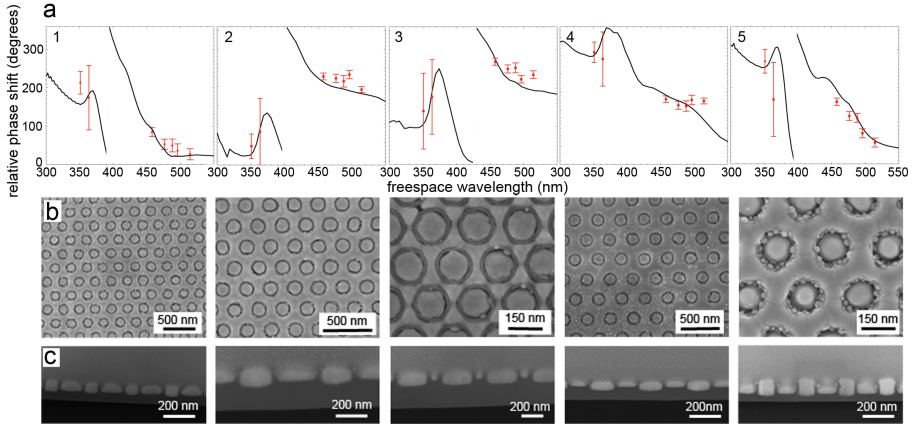 a
relative phase shift (degrees)
300
200
100
0
1
2
3
4
5
300 350 400 450 500 300 350 400 450 500 300 350 400 450 500 300 350 400 450 500 300 350 400 450 500 550
freespace wavelength (nm)
b
500 nm
500 nm
150 nm
500 nm
150 nm
c
200 nm
200 nm
200 nm
200nm
200 nm